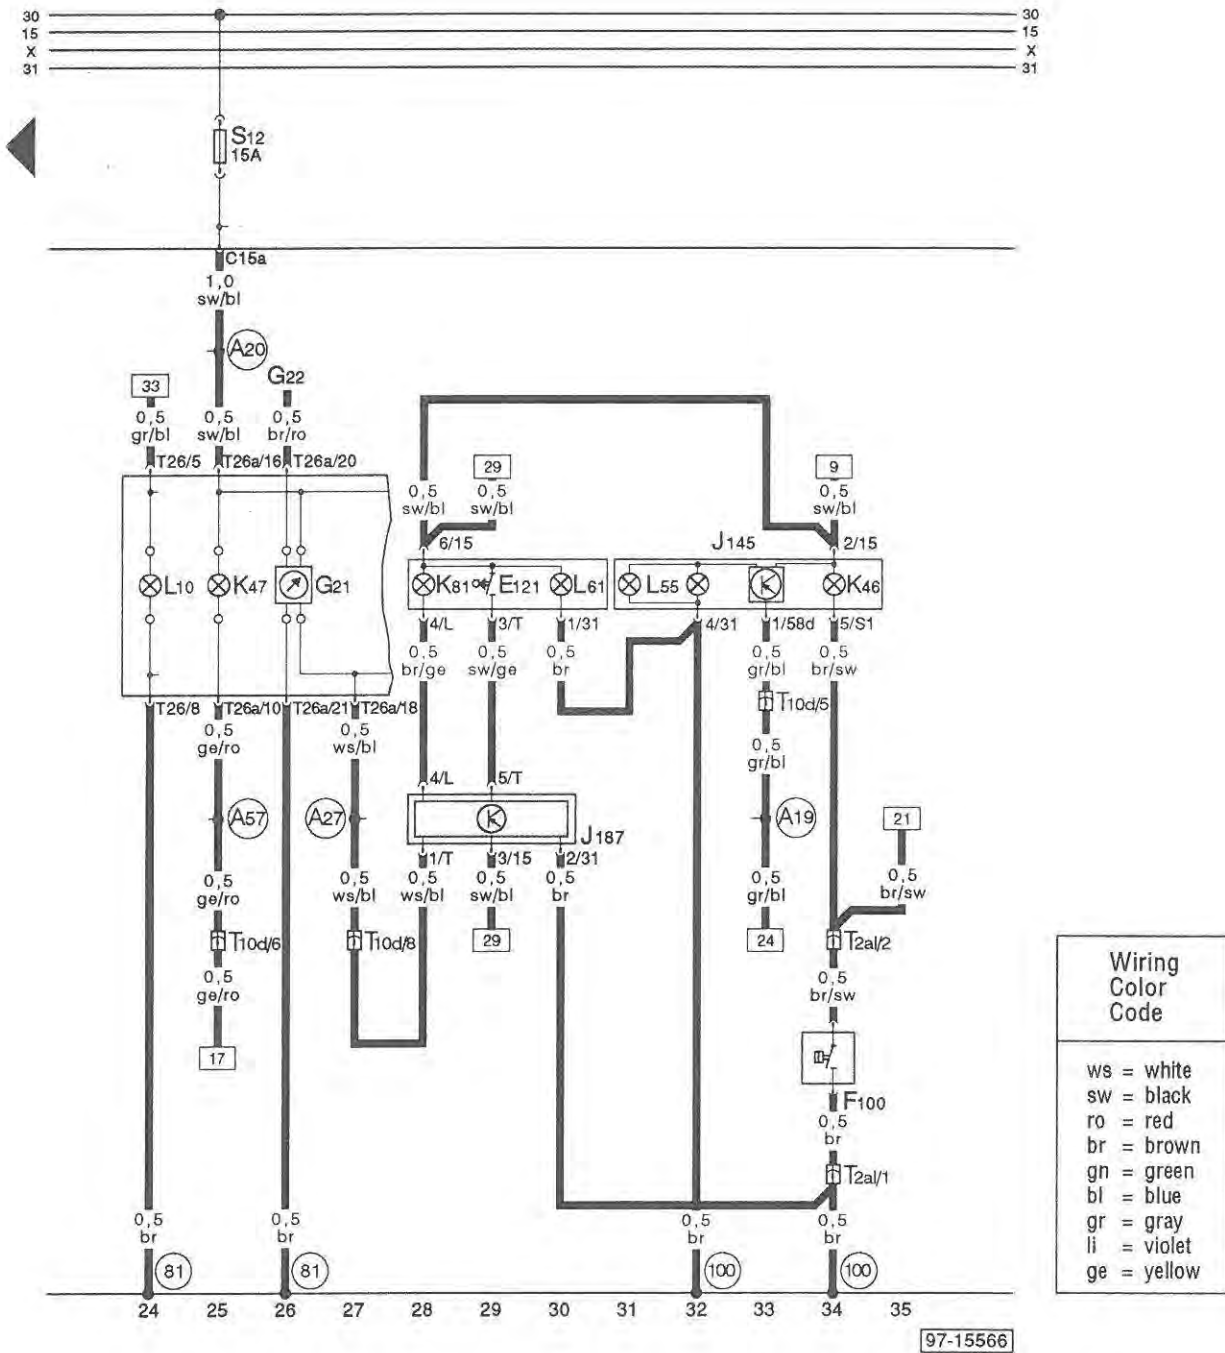 30 30
15 15
X X
31 31
S12
15A
C15a
1,0
sw/bl
A20
33
G22
0,5 0,5 0,5
gr/bl sw/bl br/ro
T26/5 T26a/16 T26a/20
29 9
0,5 0,5 0,5
sw/bl sw/bl sw/bl
6/15 J145 2/15
L10 K47 G21 K81 E121 L61 L55 K46
4/L 3/T 1/31 4/31 1/58d 5/S1
0,5 0,5 0,5 0,5 0,5
br/ge sw/ge br gr/bl br/sw
T26/8 T26a/10 T26a/21 T26a/18 T10d/5
0,5 0,5
ge/ro ws/bl
0,5
gr/bl
4/L 5/T
A57 A27 A19 21
J187
1/T 3/15 2/31
0,5 0,5 0,5 0,5 0,5 0,5 0,5
ge/ro ws/bl ws/bl sw/bl br gr/bl br/sw
T10d/6 T10d/8 29 24 T2al/2
0,5 0,5
ge/ro br/sw
17
F100
0,5
br
T2al/1
0,5 0,5 0,5 0,5
br br br br
81 81 100 100
24 25 26 27 28 29 30 31 32 33 34 35
97-15566
Wiring
Color
Code
ws = white
sw = black
ro = red
br = brown
gn = green
bl = blue
gr = gray
li = violet
ge = yellow